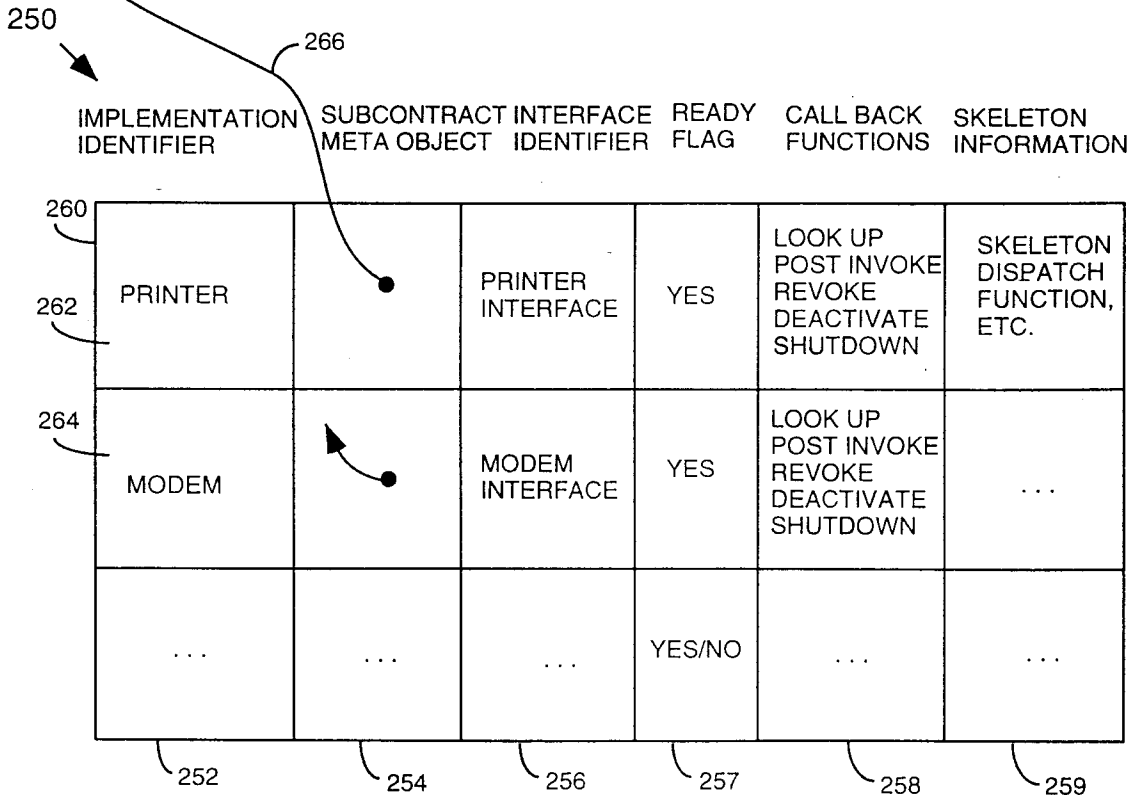 250
266
IMPLEMENTATION IDENTIFIER
SUBCONTRACT META OBJECT
INTERFACE IDENTIFIER
READY FLAG
CALL BACK FUNCTIONS
SKELETON INFORMATION
260
262
PRINTER
PRINTER
INTERFACE
YES
LOOK UP
POST INVOKE
REVOKE
DEACTIVATE
SHUTDOWN
SKELETON
DISPATCH
FUNCTION,
ETC.
264
MODEM
MODEM
INTERFACE
YES
LOOK UP
POST INVOKE
REVOKE
DEACTIVATE
SHUTDOWN
. . .
. . .
. . .
. . .
YES/NO
. . .
. . .
252
254
256
257
258
259